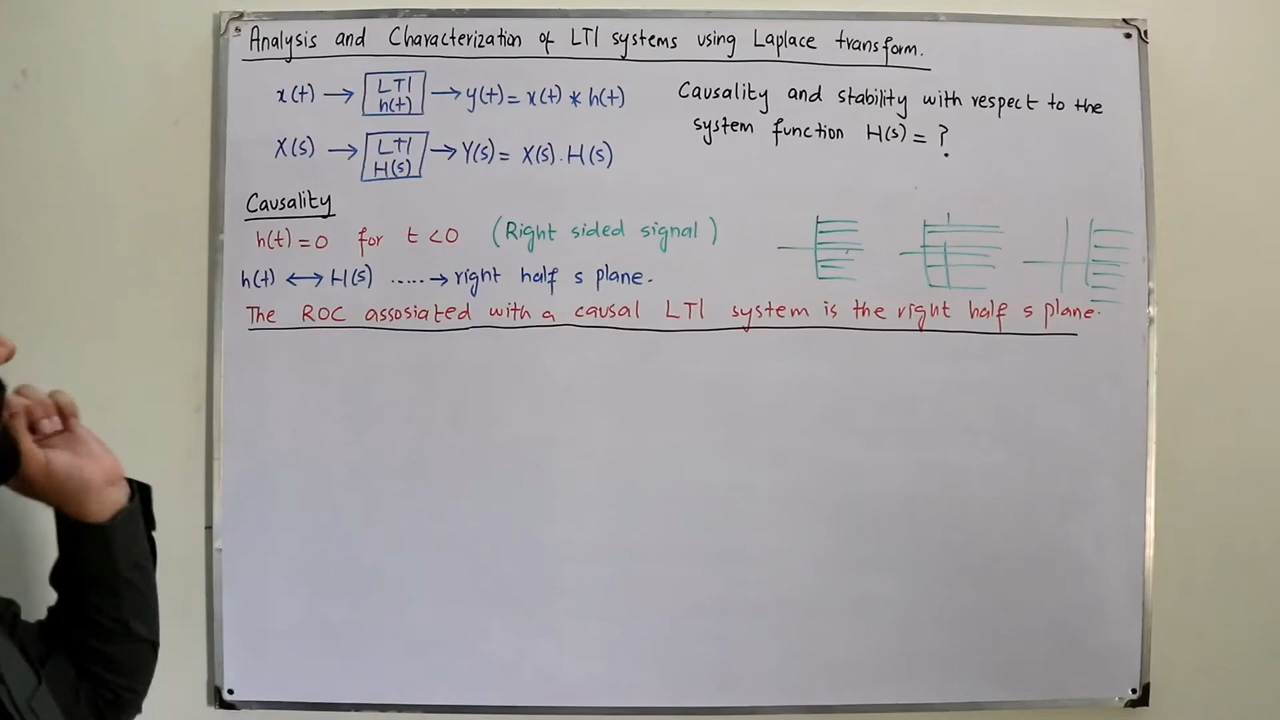 Analysis and Characterization of LTI systems using Laplace transform.
x(t) → LTI h(t) → y(t) = x(t) * h(t)
X(s) → LTI H(s) → Y(s) = X(s). H(s)
Causality and stability with respect to the
system function H(s) = ?
Causality
h(t) = 0 for t < 0 (Right sided signal)
h(t) ↔ H(s) ..... → right half s plane.
The ROC assosiated with a causal LTI system is the right half s plane.